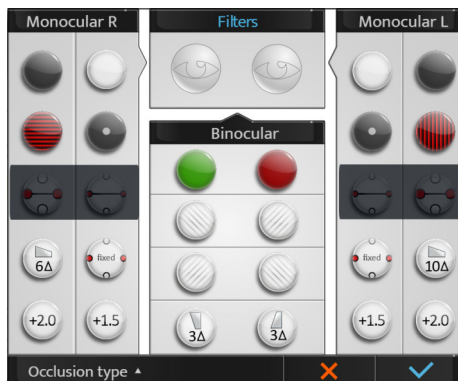 Monocular R
Filters
Monocular L
Binocular
6Δ
fixed
fixed
10Δ
3Δ
3Δ
+2.0
+1.5
+1.5
+2.0
Occlusion type